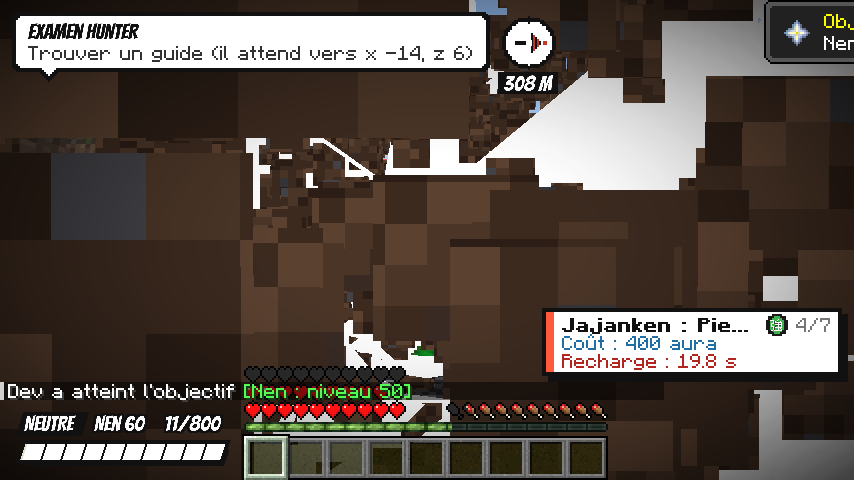 EXAMEN HUNTER
Trouver un guide (il attend vers x -14, z 6)
308 M
Obj
Nen
Jajanken : Pie...
4/7
Coût : 400 aura
Recharge : 19.8 s
Dev a atteint l'objectif [Nen : niveau 50]
NEUTRE NEN 60 11/800